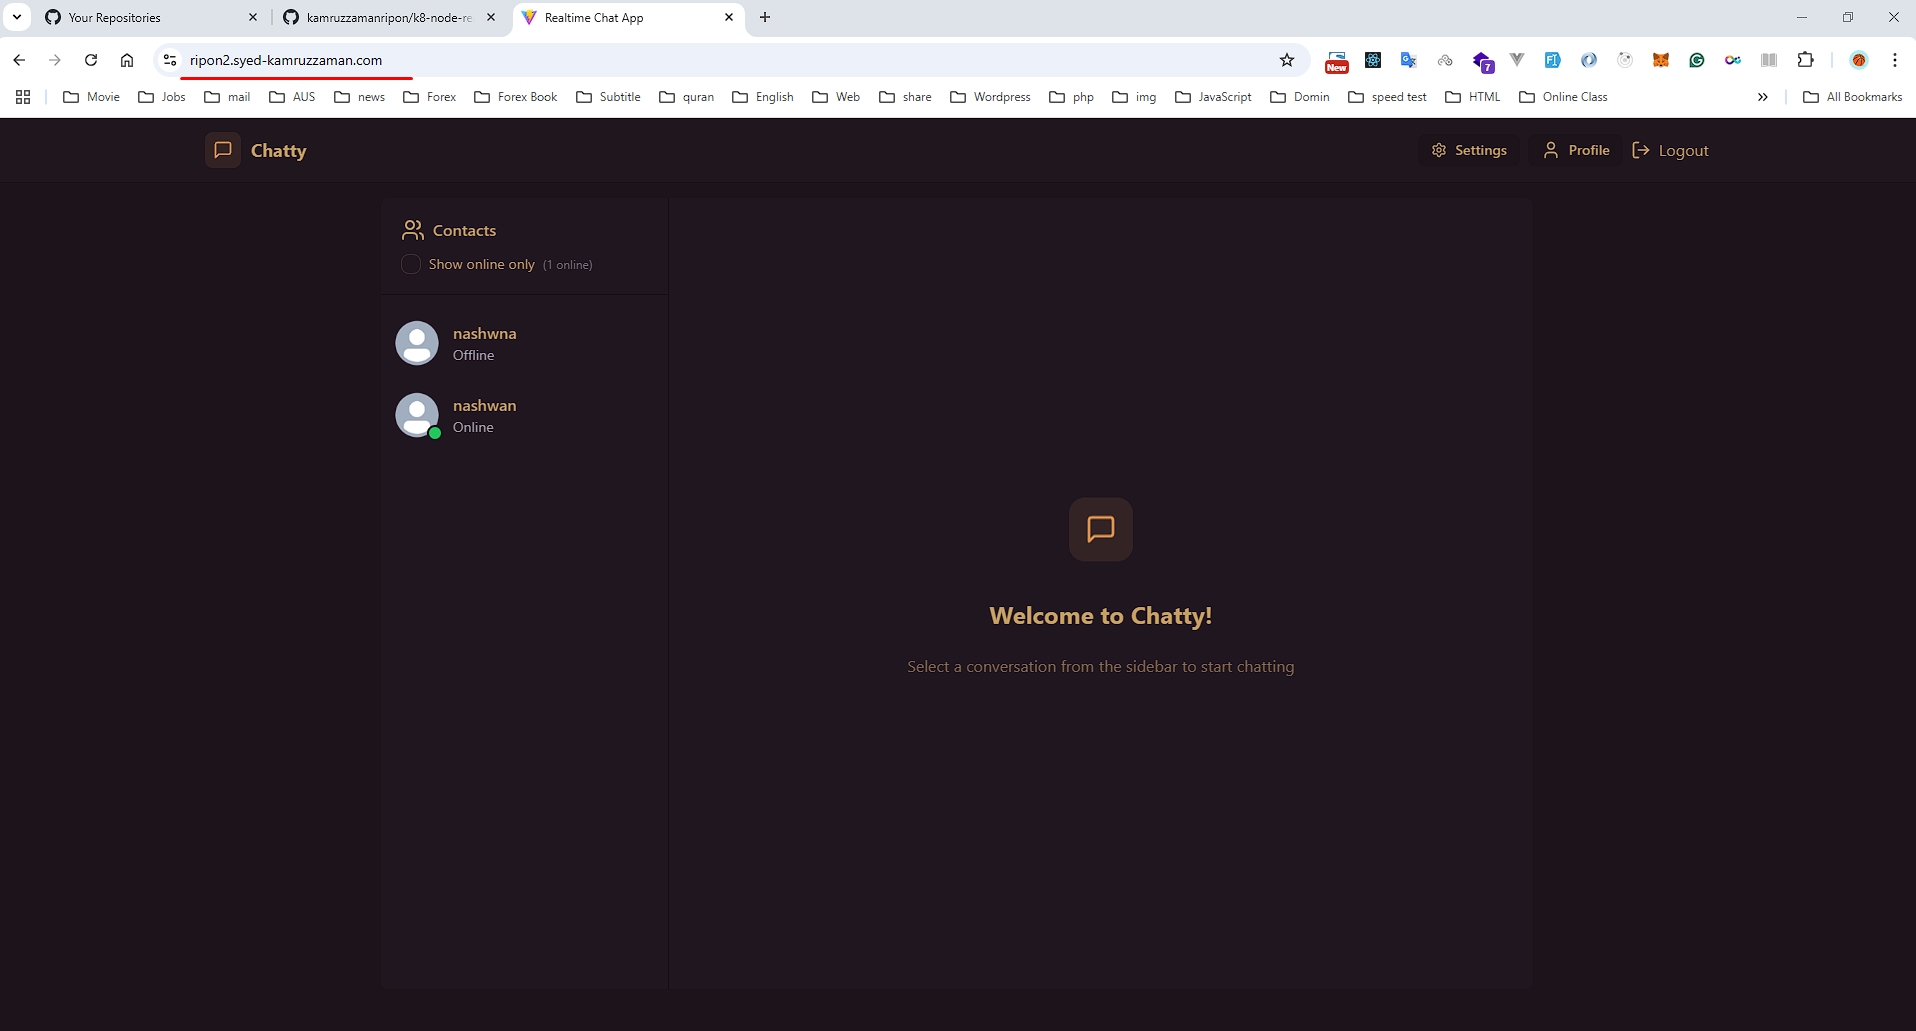 Your Repositories
kamruzzamanripon/k8-node-re
Realtime Chat App
ripon2.syed-kamruzzaman.com
New
7
Movie Jobs mail AUS news Forex Forex Book Subtitle quran English Web share Wordpress php img JavaScript Domin speed test HTML Online Class All Bookmarks
Chatty
Settings Profile Logout
Contacts
Show online only (1 online)
nashwna
Offline
nashwan
Online
Welcome to Chatty!
Select a conversation from the sidebar to start chatting